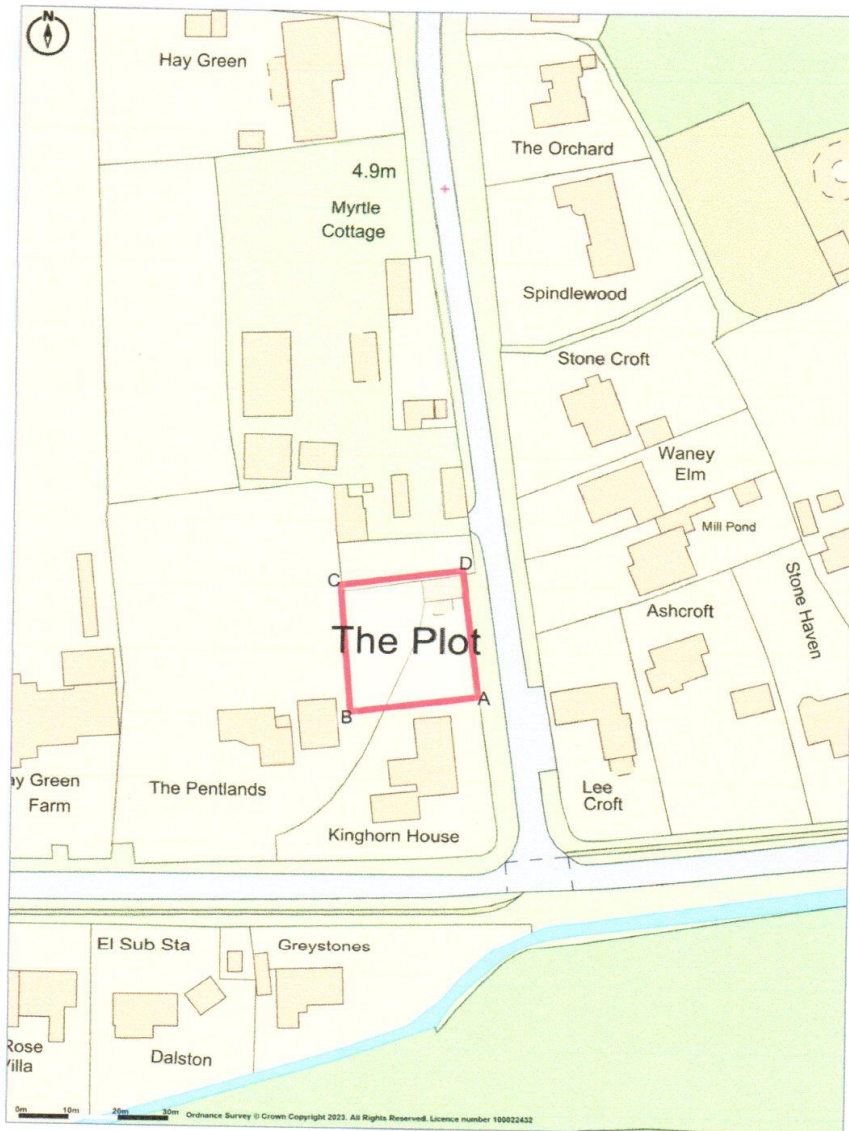 N
Hay Green
The Orchard
4.9m
Myrtle
Cottage
Spindlewood
Stone Croft
Waney
Elm
Mill Pond
Stone Haven
C
D
Ashcroft
The Plot
B
A
ay Green
Farm
The Pentlands
Lee
Croft
Kinghorn House
El Sub Sta
Greystones
Rose
Villa
Dalston
0m 10m 20m 30m Ordnance Survey © Crown Copyright 2023. All Rights Reserved. Licence number 100022432